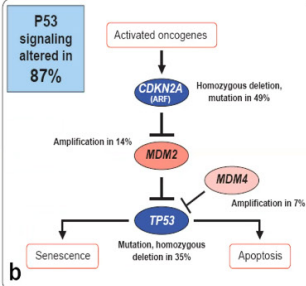 P53
signaling
altered in
87%
Activated oncogenes
CDKN2A
(ARF)
Homozygous deletion,
mutation in 49%
Amplification in 14%
MDM2
MDM4
Amplification in 7%
TP53
Mutation, homozygous
deletion in 35%
Senescence
Apoptosis
b